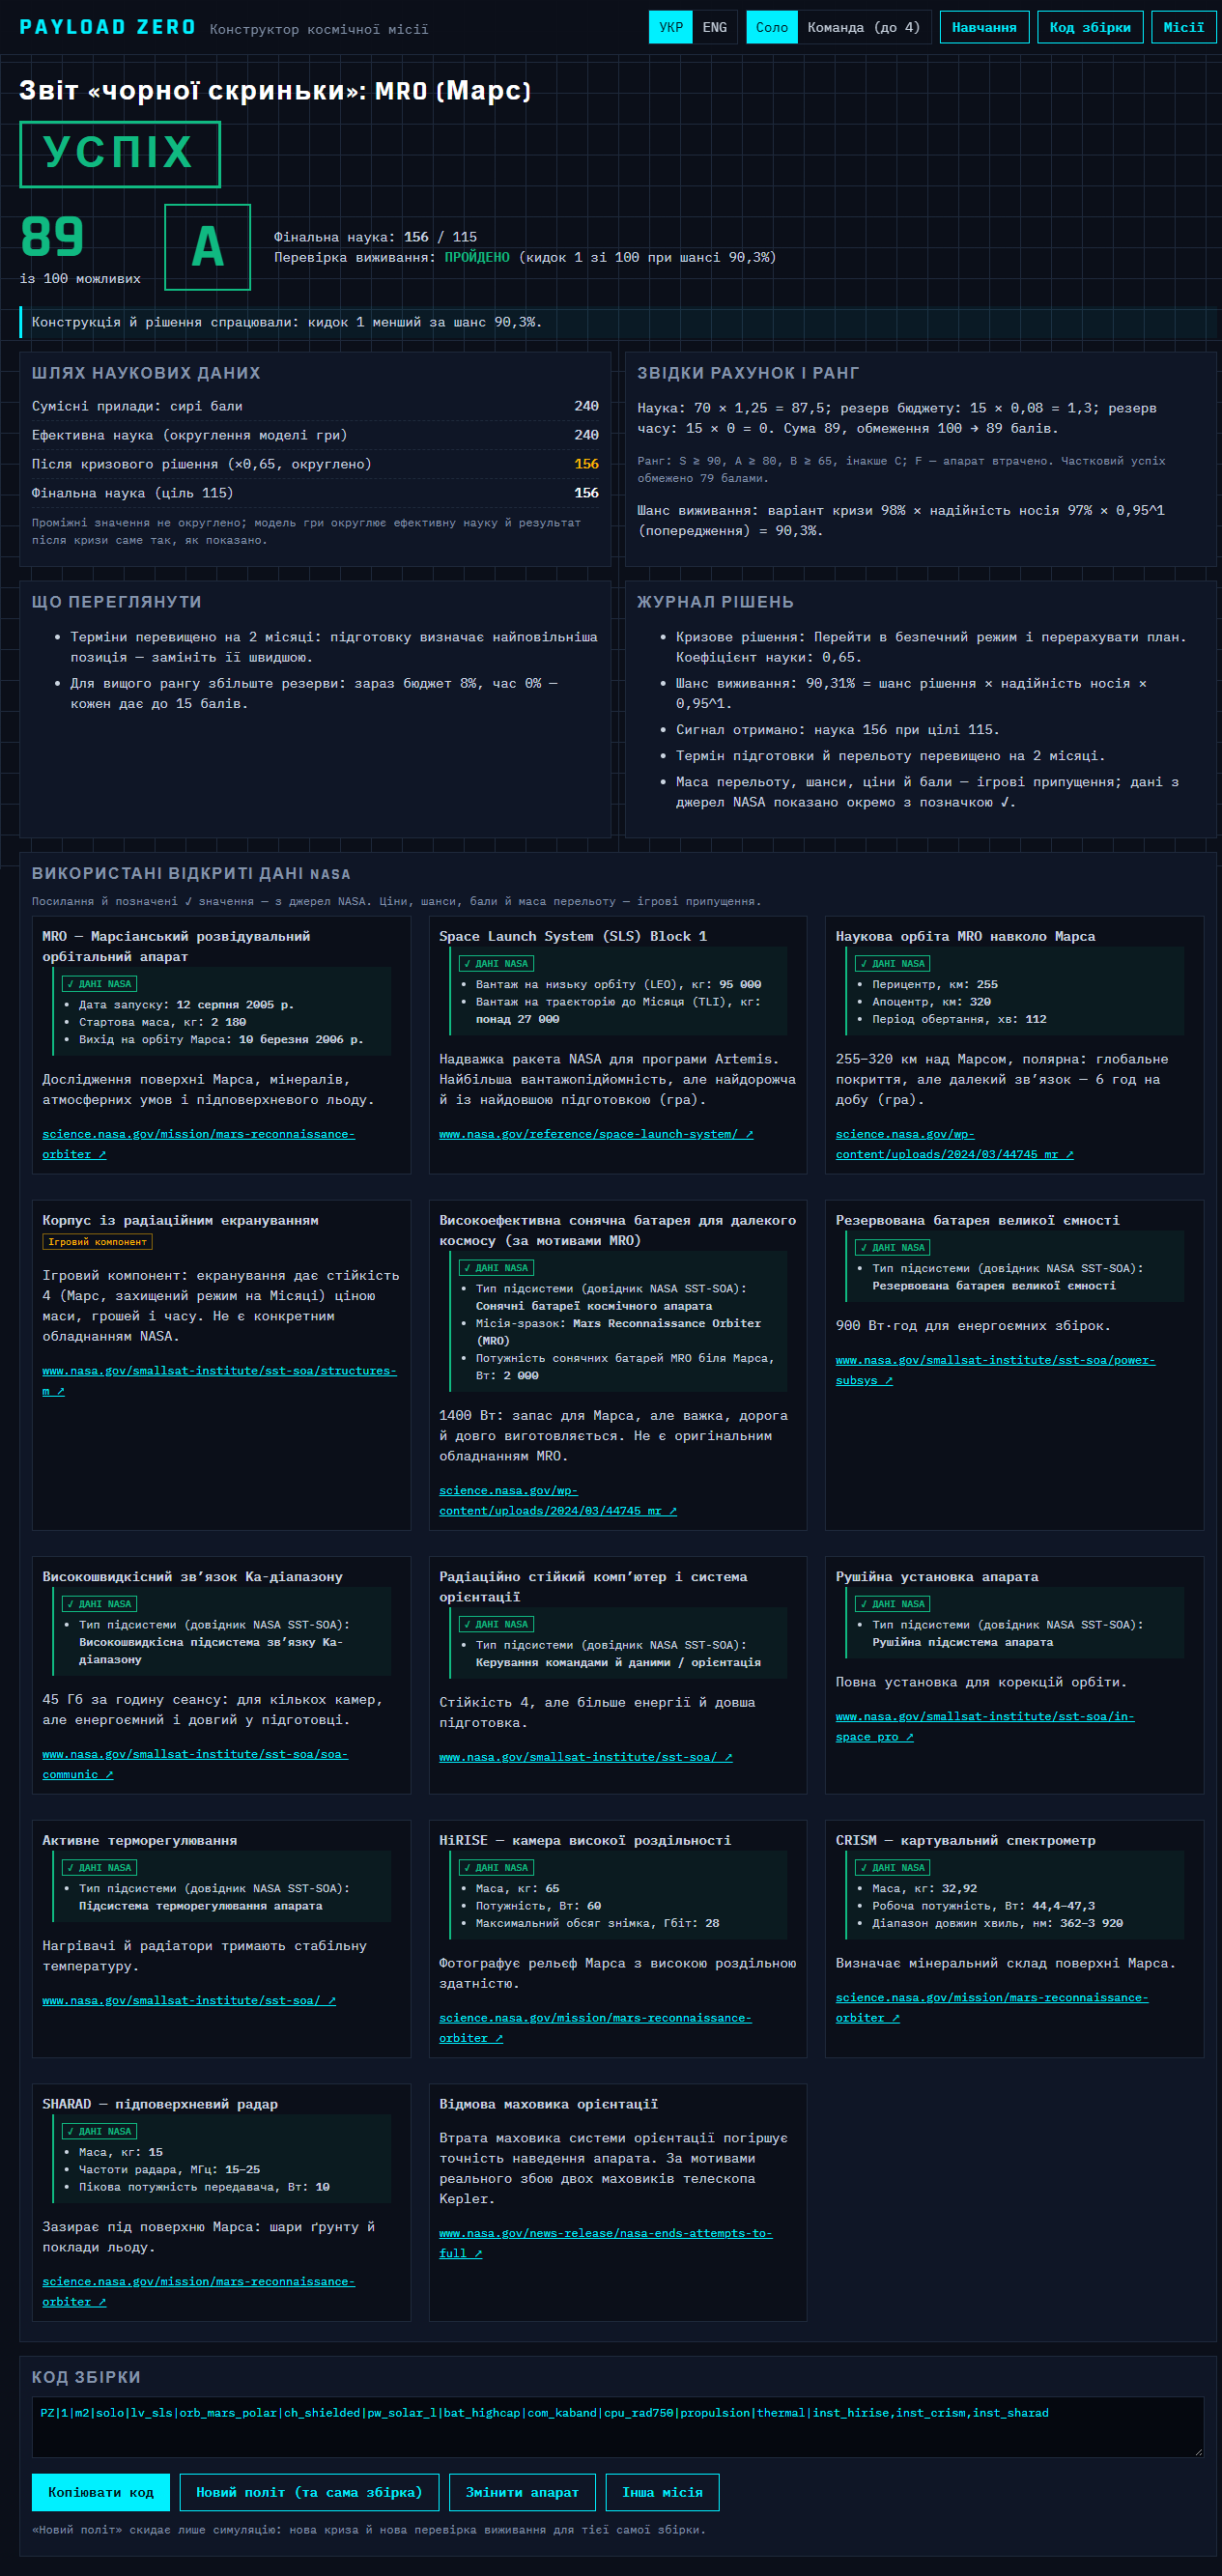 PAYLOAD ZERO Конструктор космічної місії УКР ENG Соло Команда (до 4) Навчання Код збірки Місії
Звіт «чорної скриньки»: MRO (Марс)
УСПІХ
89
із 100 можливих
A
Фінальна наука: 156 / 115
Перевірка виживання: ПРОЙДЕНО (кидок 1 зі 100 при шансі 90,3%)
Конструкція й рішення спрацювали: кидок 1 менший за шанс 90,3%.
ШЛЯХ НАУКОВИХ ДАНИХ
Сумісні прилади: сирі бали 240
Ефективна наука (округлення моделі гри) 240
Після кризового рішення (×0,65, округлено) 156
Фінальна наука (ціль 115) 156
Проміжні значення не округлено; модель гри округлює ефективну науку й результат
після кризи саме так, як показано.
ЗВІДКИ РАХУНОК І РАНГ
Наука: 70 × 1,25 = 87,5; резерв бюджету: 15 × 0,08 = 1,3; резерв
часу: 15 × 0 = 0. Сума 89, обмеження 100 → 89 балів.
Ранг: S ≥ 90, A ≥ 80, B ≥ 65, інакше C; F — апарат втрачено. Частковий успіх
обмежено 79 балами.
Шанс виживання: варіант кризи 98% × надійність носія 97% × 0,95^1
(попередження) = 90,3%.
ЩО ПЕРЕГЛЯНУТИ
• Терміни перевищено на 2 місяці: підготовку визначає найповільніша
позиція — замініть її швидшою.
• Для вищого рангу збільште резерви: зараз бюджет 8%, час 0% —
кожен дає до 15 балів.
ЖУРНАЛ РІШЕНЬ
• Кризове рішення: Перейти в безпечний режим і перерахувати план.
Коефіцієнт науки: 0,65.
• Шанс виживання: 90,31% = шанс рішення × надійність носія ×
0,95^1.
• Сигнал отримано: наука 156 при цілі 115.
• Термін підготовки й перельоту перевищено на 2 місяці.
• Маса перельоту, шанси, ціни й бали — ігрові припущення; дані з
джерел NASA показано окремо з позначкою ✓.
ВИКОРИСТАНІ ВІДКРИТІ ДАНІ NASA
Посилання й позначені ✓ значення — з джерел NASA. Ціни, шанси, бали й маса перельоту — ігрові припущення.
MRO — Марсіанський розвідувальний
орбітальний апарат
✓ ДАНІ NASA
• Дата запуску: 12 серпня 2005 р.
• Стартова маса, кг: 2 180
• Вихід на орбіту Марса: 10 березня 2006 р.
Дослідження поверхні Марса, мінералів,
атмосферних умов і підповерхневого льоду.
science.nasa.gov/mission/mars-reconnaissance-
orbiter ↗
Space Launch System (SLS) Block 1
✓ ДАНІ NASA
• Вантаж на низьку орбіту (LEO), кг: 95 000
• Вантаж на траєкторію до Місяця (TLI), кг:
понад 27 000
Надважка ракета NASA для програми Artemis.
Найбільша вантажопідйомність, але найдорожча
й із найдовшою підготовкою (гра).
www.nasa.gov/reference/space-launch-system/ ↗
Наукова орбіта MRO навколо Марса
✓ ДАНІ NASA
• Перицентр, км: 255
• Апоцентр, км: 320
• Період обертання, хв: 112
255–320 км над Марсом, полярна: глобальне
покриття, але далекий зв’язок — 6 год на
добу (гра).
science.nasa.gov/wp-
content/uploads/2024/03/44745_mr ↗
Корпус із радіаційним екрануванням
Ігровий компонент
Ігровий компонент: екранування дає стійкість
4 (Марс, захищений режим на Місяці) ціною
маси, грошей і часу. Не є конкретним
обладнанням NASA.
www.nasa.gov/smallsat-institute/sst-soa/structures-
m ↗
Високоефективна сонячна батарея для далекого
космосу (за мотивами MRO)
✓ ДАНІ NASA
• Тип підсистеми (довідник NASA SST-SOA):
Сонячні батареї космічного апарата
• Місія-зразок: Mars Reconnaissance Orbiter
(MRO)
• Потужність сонячних батарей MRO біля Марса,
Вт: 2 000
1400 Вт: запас для Марса, але важка, дорога
й довго виготовляється. Не є оригінальним
обладнанням MRO.
science.nasa.gov/wp-
content/uploads/2024/03/44745_mr ↗
Резервована батарея великої ємності
✓ ДАНІ NASA
• Тип підсистеми (довідник NASA SST-SOA):
Резервована батарея великої ємності
900 Вт·год для енергоємних збірок.
www.nasa.gov/smallsat-institute/sst-soa/power-
subsys ↗
Високошвидкісний зв’язок Ka-діапазону
✓ ДАНІ NASA
• Тип підсистеми (довідник NASA SST-SOA):
Високошвидкісна підсистема зв’язку Ka-
діапазону
45 Гб за годину сеансу: для кількох камер,
але енергоємний і довгий у підготовці.
www.nasa.gov/smallsat-institute/sst-soa/soa-
communic ↗
Радіаційно стійкий комп’ютер і система
орієнтації
✓ ДАНІ NASA
• Тип підсистеми (довідник NASA SST-SOA):
Керування командами й даними / орієнтація
Стійкість 4, але більше енергії й довша
підготовка.
www.nasa.gov/smallsat-institute/sst-soa/ ↗
Рушійна установка апарата
✓ ДАНІ NASA
• Тип підсистеми (довідник NASA SST-SOA):
Рушійна підсистема апарата
Повна установка для корекцій орбіти.
www.nasa.gov/smallsat-institute/sst-soa/in-
space_pro ↗
Активне терморегулювання
✓ ДАНІ NASA
• Тип підсистеми (довідник NASA SST-SOA):
Підсистема терморегулювання апарата
Нагрівачі й радіатори тримають стабільну
температуру.
www.nasa.gov/smallsat-institute/sst-soa/ ↗
HiRISE — камера високої роздільності
✓ ДАНІ NASA
• Маса, кг: 65
• Потужність, Вт: 60
• Максимальний обсяг знімка, Гбіт: 28
Фотографує рельєф Марса з високою роздільною
здатністю.
science.nasa.gov/mission/mars-reconnaissance-
orbiter ↗
CRISM — картувальний спектрометр
✓ ДАНІ NASA
• Маса, кг: 32,92
• Робоча потужність, Вт: 44,4–47,3
• Діапазон довжин хвиль, нм: 362–3 920
Визначає мінеральний склад поверхні Марса.
science.nasa.gov/mission/mars-reconnaissance-
orbiter ↗
SHARAD — підповерхневий радар
✓ ДАНІ NASA
• Маса, кг: 15
• Частоти радара, МГц: 15–25
• Пікова потужність передавача, Вт: 10
Зазирає під поверхню Марса: шари ґрунту й
поклади льоду.
science.nasa.gov/mission/mars-reconnaissance-
orbiter ↗
Відмова маховика орієнтації
Втрата маховика системи орієнтації погіршує
точність наведення апарата. За мотивами
реального збою двох маховиків телескопа
Kepler.
www.nasa.gov/news-release/nasa-ends-attempts-to-
full ↗
КОД ЗБІРКИ
PZ|1|m2|solo|lv_sls|orb_mars_polar|ch_shielded|pw_solar_l|bat_highcap|com_kaband|cpu_rad750|propulsion|thermal|inst_hirise,inst_crism,inst_sharad
Копіювати код Новий політ (та сама збірка) Змінити апарат Інша місія
«Новий політ» скидає лише симуляцію: нова криза й нова перевірка виживання для тієї самої збірки.